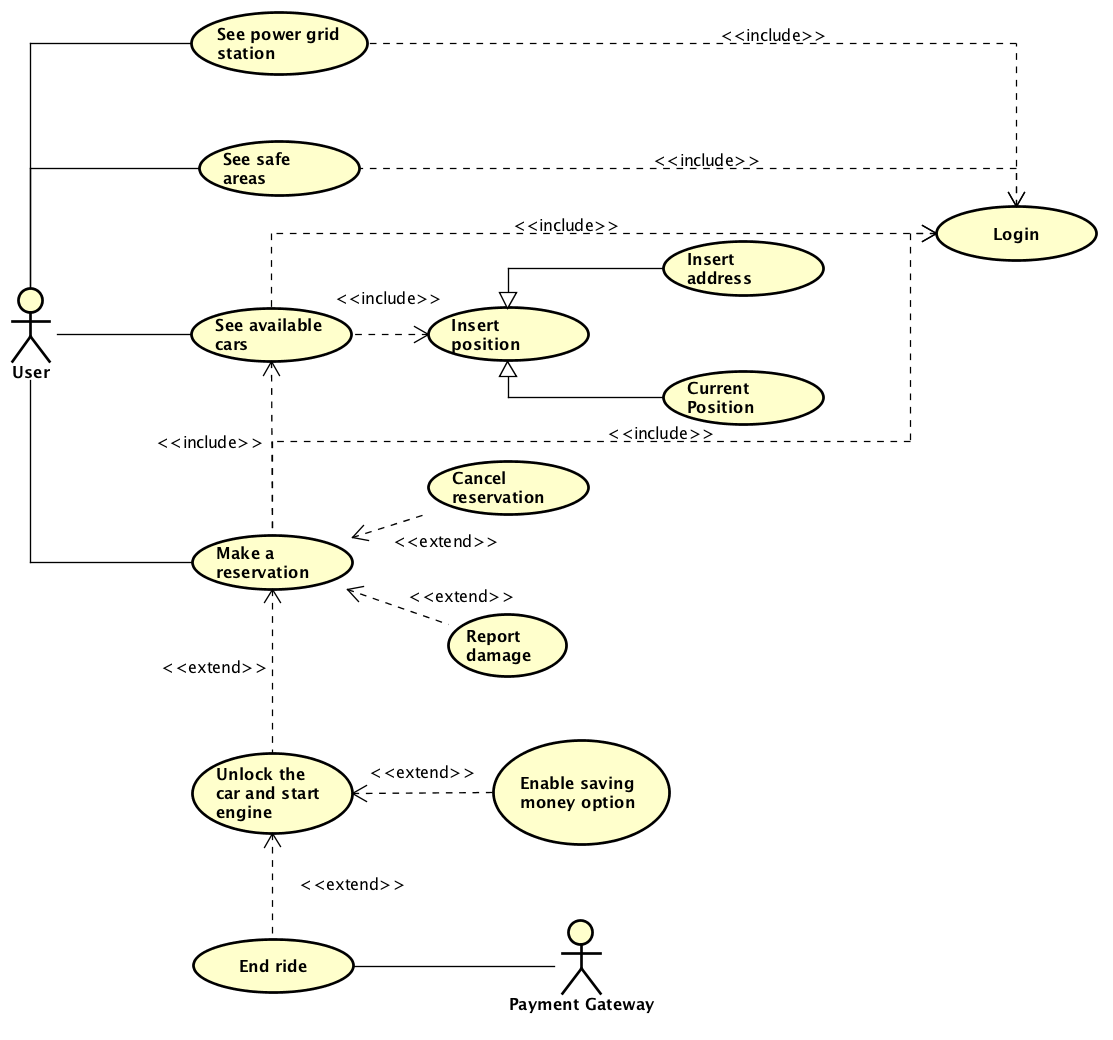 See power grid
station
<<include>>
See safe
areas
<<include>>
<<include>>
Login
Insert
address
<<include>>
See available
cars
Insert
position
User
Current
Position
<<include>>
<<include>>
Cancel
reservation
<<extend>>
Make a
reservation
<<extend>>
Report
damage
<<extend>>
Unlock the
car and start
engine
<<extend>>
Enable saving
money option
<<extend>>
End ride
Payment Gateway